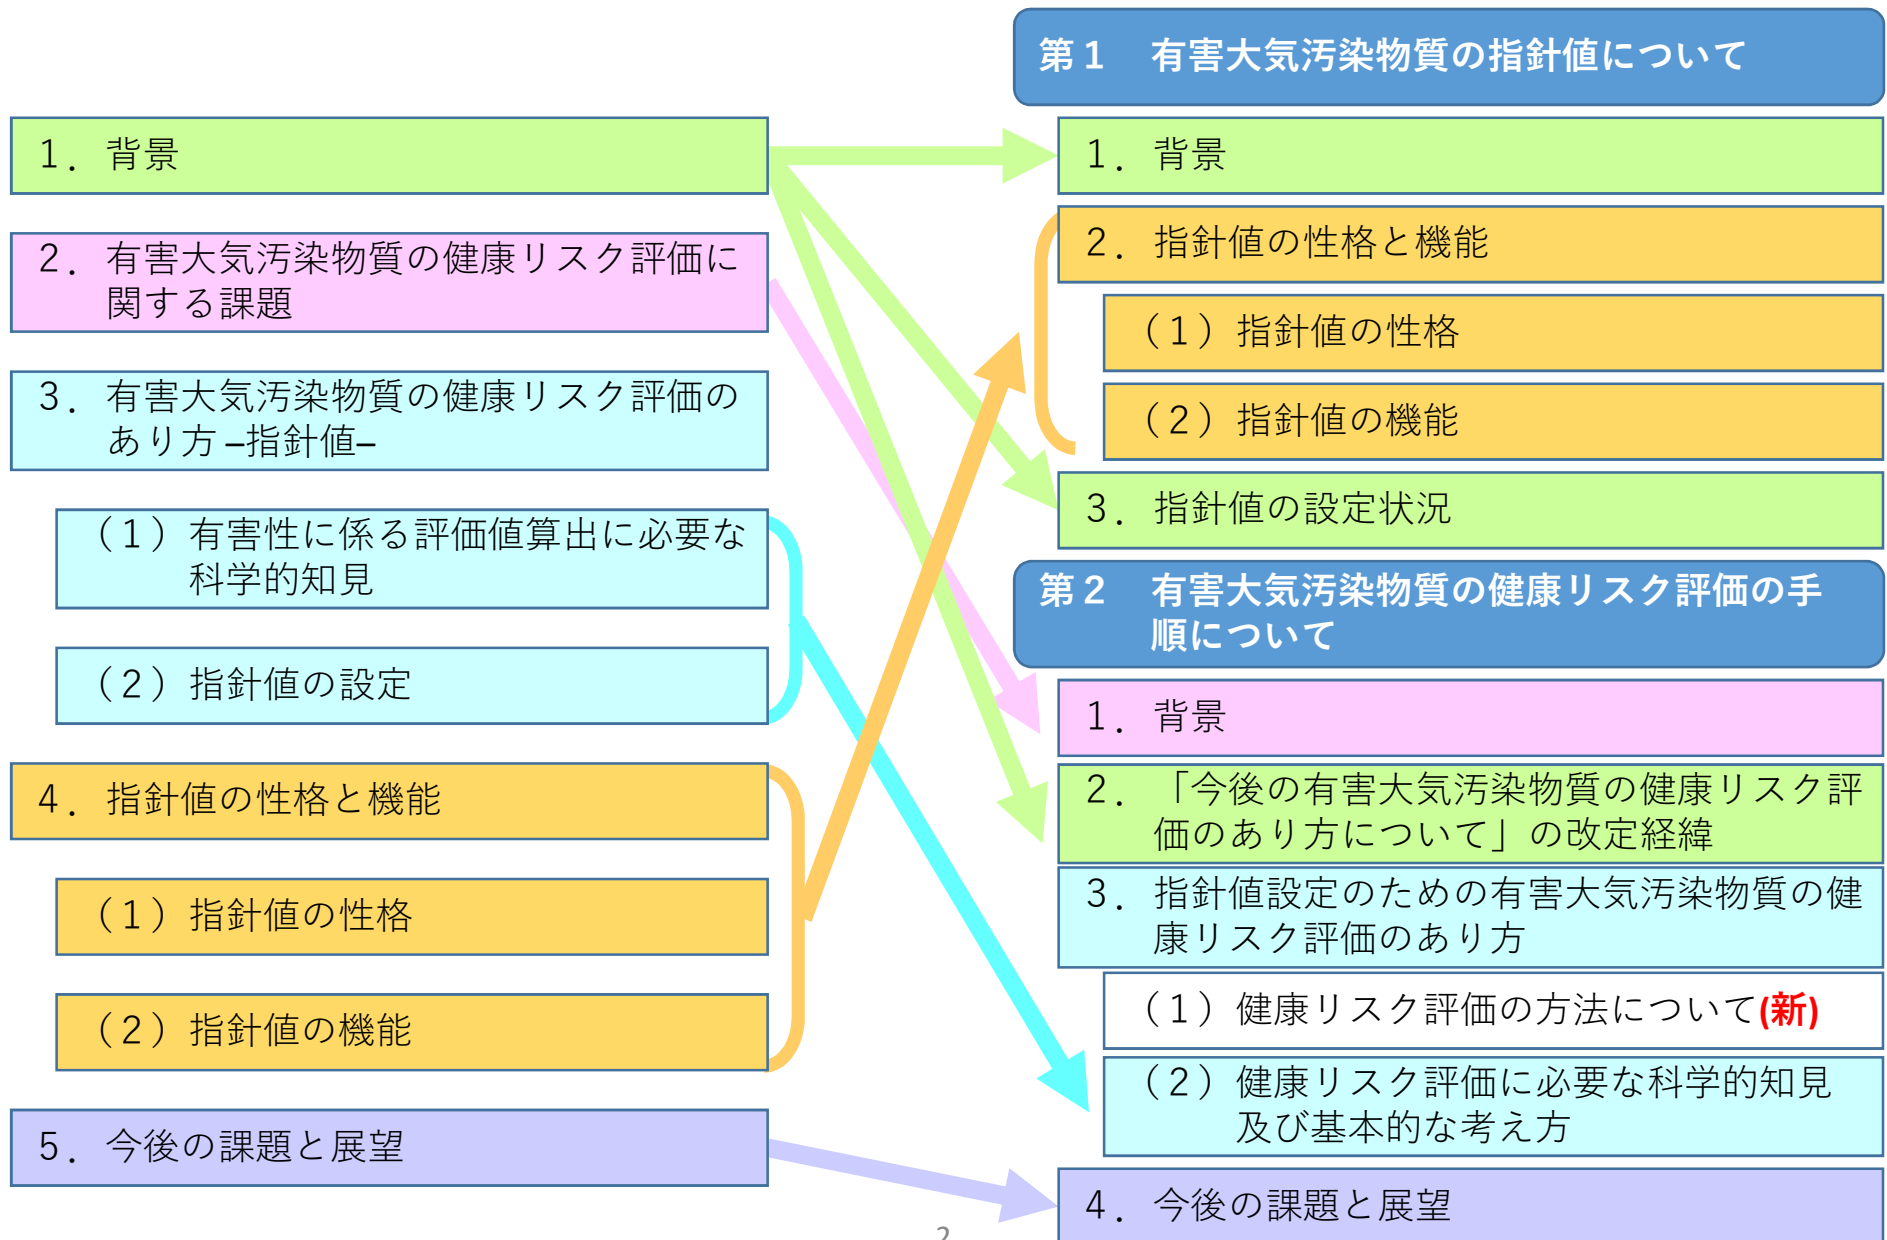 １．背景
２．有害大気汚染物質の健康リスク評価に
関する課題
３．有害大気汚染物質の健康リスク評価の
あり方 –指針値–
（１）有害性に係る評価値算出に必要な
科学的知見
（２）指針値の設定
４．指針値の性格と機能
（１）指針値の性格
（２）指針値の機能
５．今後の課題と展望
第１　有害大気汚染物質の指針値について
１．背景
２．指針値の性格と機能
（１）指針値の性格
（２）指針値の機能
３．指針値の設定状況
第２　有害大気汚染物質の健康リスク評価の手
順について
１．背景
２．「今後の有害大気汚染物質の健康リスク評
価のあり方について」の改定経緯
３．指針値設定のための有害大気汚染物質の健
康リスク評価のあり方
（１）健康リスク評価の方法について(新)
（２）健康リスク評価に必要な科学的知見
及び基本的な考え方
４．今後の課題と展望
2